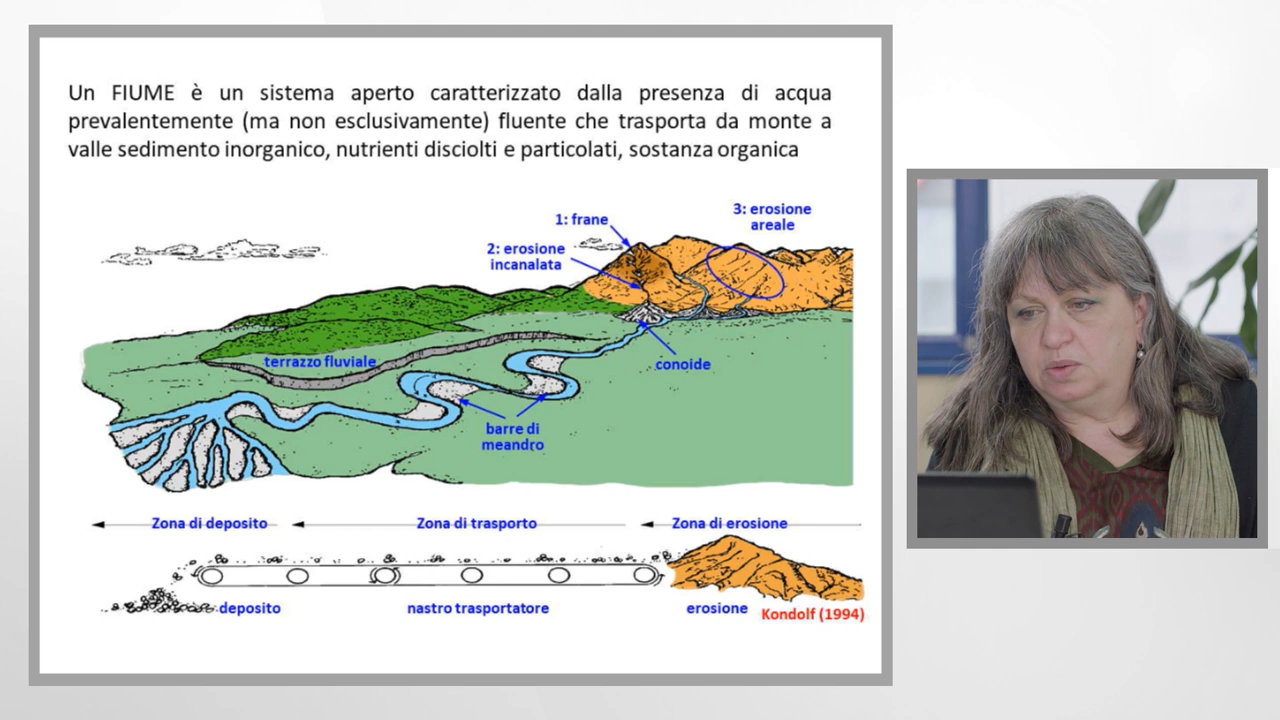 Un FIUME è un sistema aperto caratterizzato dalla presenza di acqua
prevalentemente (ma non esclusivamente) fluente che trasporta da monte a
valle sedimento inorganico, nutrienti disciolti e particolati, sostanza organica
3: erosione
areale
1: frane
2: erosione
incanalata
terrazzo fluviale
conoide
barre di
meandro
Zona di deposito
Zona di trasporto
Zona di erosione
deposito
nastro trasportatore
erosione
Kondolf (1994)